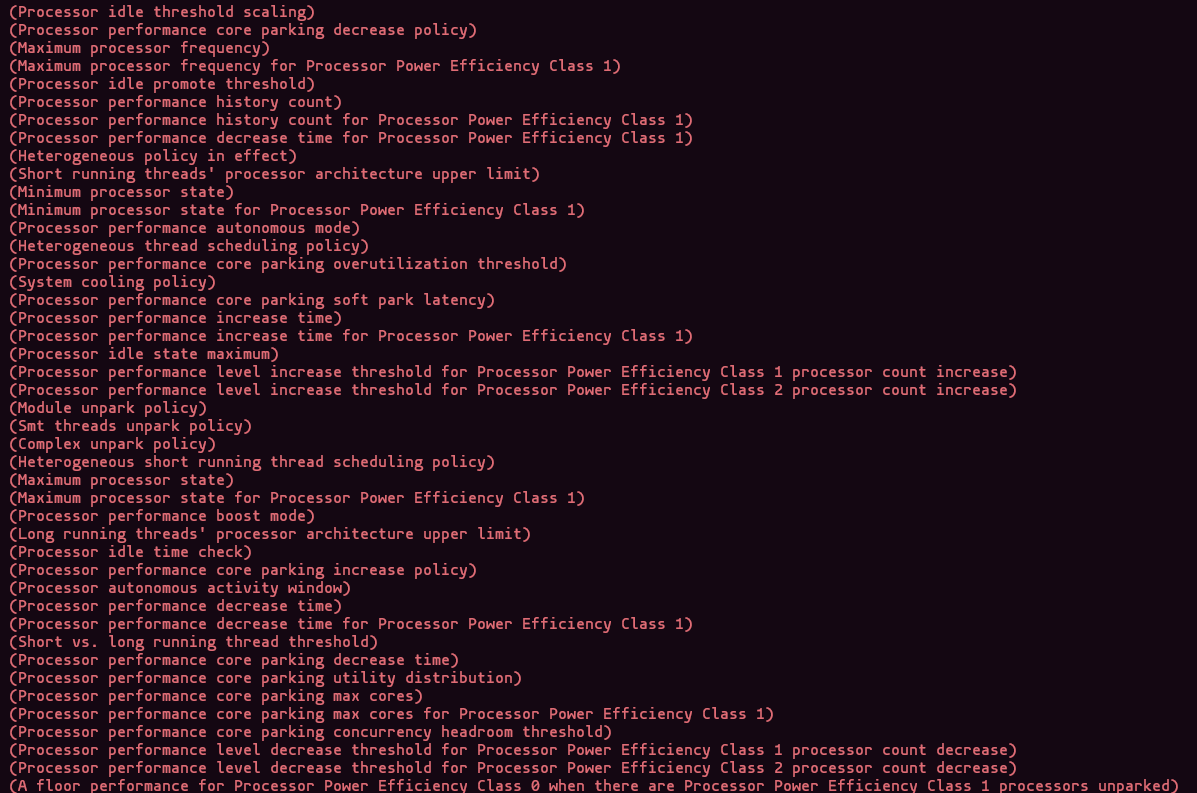 (Processor idle threshold scaling)
(Processor performance core parking decrease policy)
(Maximum processor frequency)
(Maximum processor frequency for Processor Power Efficiency Class 1)
(Processor idle promote threshold)
(Processor performance history count)
(Processor performance history count for Processor Power Efficiency Class 1)
(Processor performance decrease time for Processor Power Efficiency Class 1)
(Heterogeneous policy in effect)
(Short running threads' processor architecture upper limit)
(Minimum processor state)
(Minimum processor state for Processor Power Efficiency Class 1)
(Processor performance autonomous mode)
(Heterogeneous thread scheduling policy)
(Processor performance core parking overutilization threshold)
(System cooling policy)
(Processor performance core parking soft park latency)
(Processor performance increase time)
(Processor performance increase time for Processor Power Efficiency Class 1)
(Processor idle state maximum)
(Processor performance level increase threshold for Processor Power Efficiency Class 1 processor count increase)
(Processor performance level increase threshold for Processor Power Efficiency Class 2 processor count increase)
(Module unpark policy)
(Smt threads unpark policy)
(Complex unpark policy)
(Heterogeneous short running thread scheduling policy)
(Maximum processor state)
(Maximum processor state for Processor Power Efficiency Class 1)
(Processor performance boost mode)
(Long running threads' processor architecture upper limit)
(Processor idle time check)
(Processor performance core parking increase policy)
(Processor autonomous activity window)
(Processor performance decrease time)
(Processor performance decrease time for Processor Power Efficiency Class 1)
(Short vs. long running thread threshold)
(Processor performance core parking decrease time)
(Processor performance core parking utility distribution)
(Processor performance core parking max cores)
(Processor performance core parking max cores for Processor Power Efficiency Class 1)
(Processor performance core parking concurrency headroom threshold)
(Processor performance level decrease threshold for Processor Power Efficiency Class 1 processor count decrease)
(Processor performance level decrease threshold for Processor Power Efficiency Class 2 processor count decrease)
(A floor performance for Processor Power Efficiency Class 0 when there are Processor Power Efficiency Class 1 processors unparked)